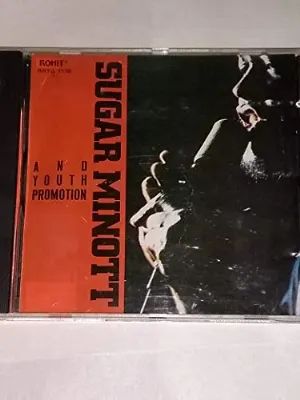 ROHIT
SUGAR MINOTT
AND
YOUTH
PROMOTION